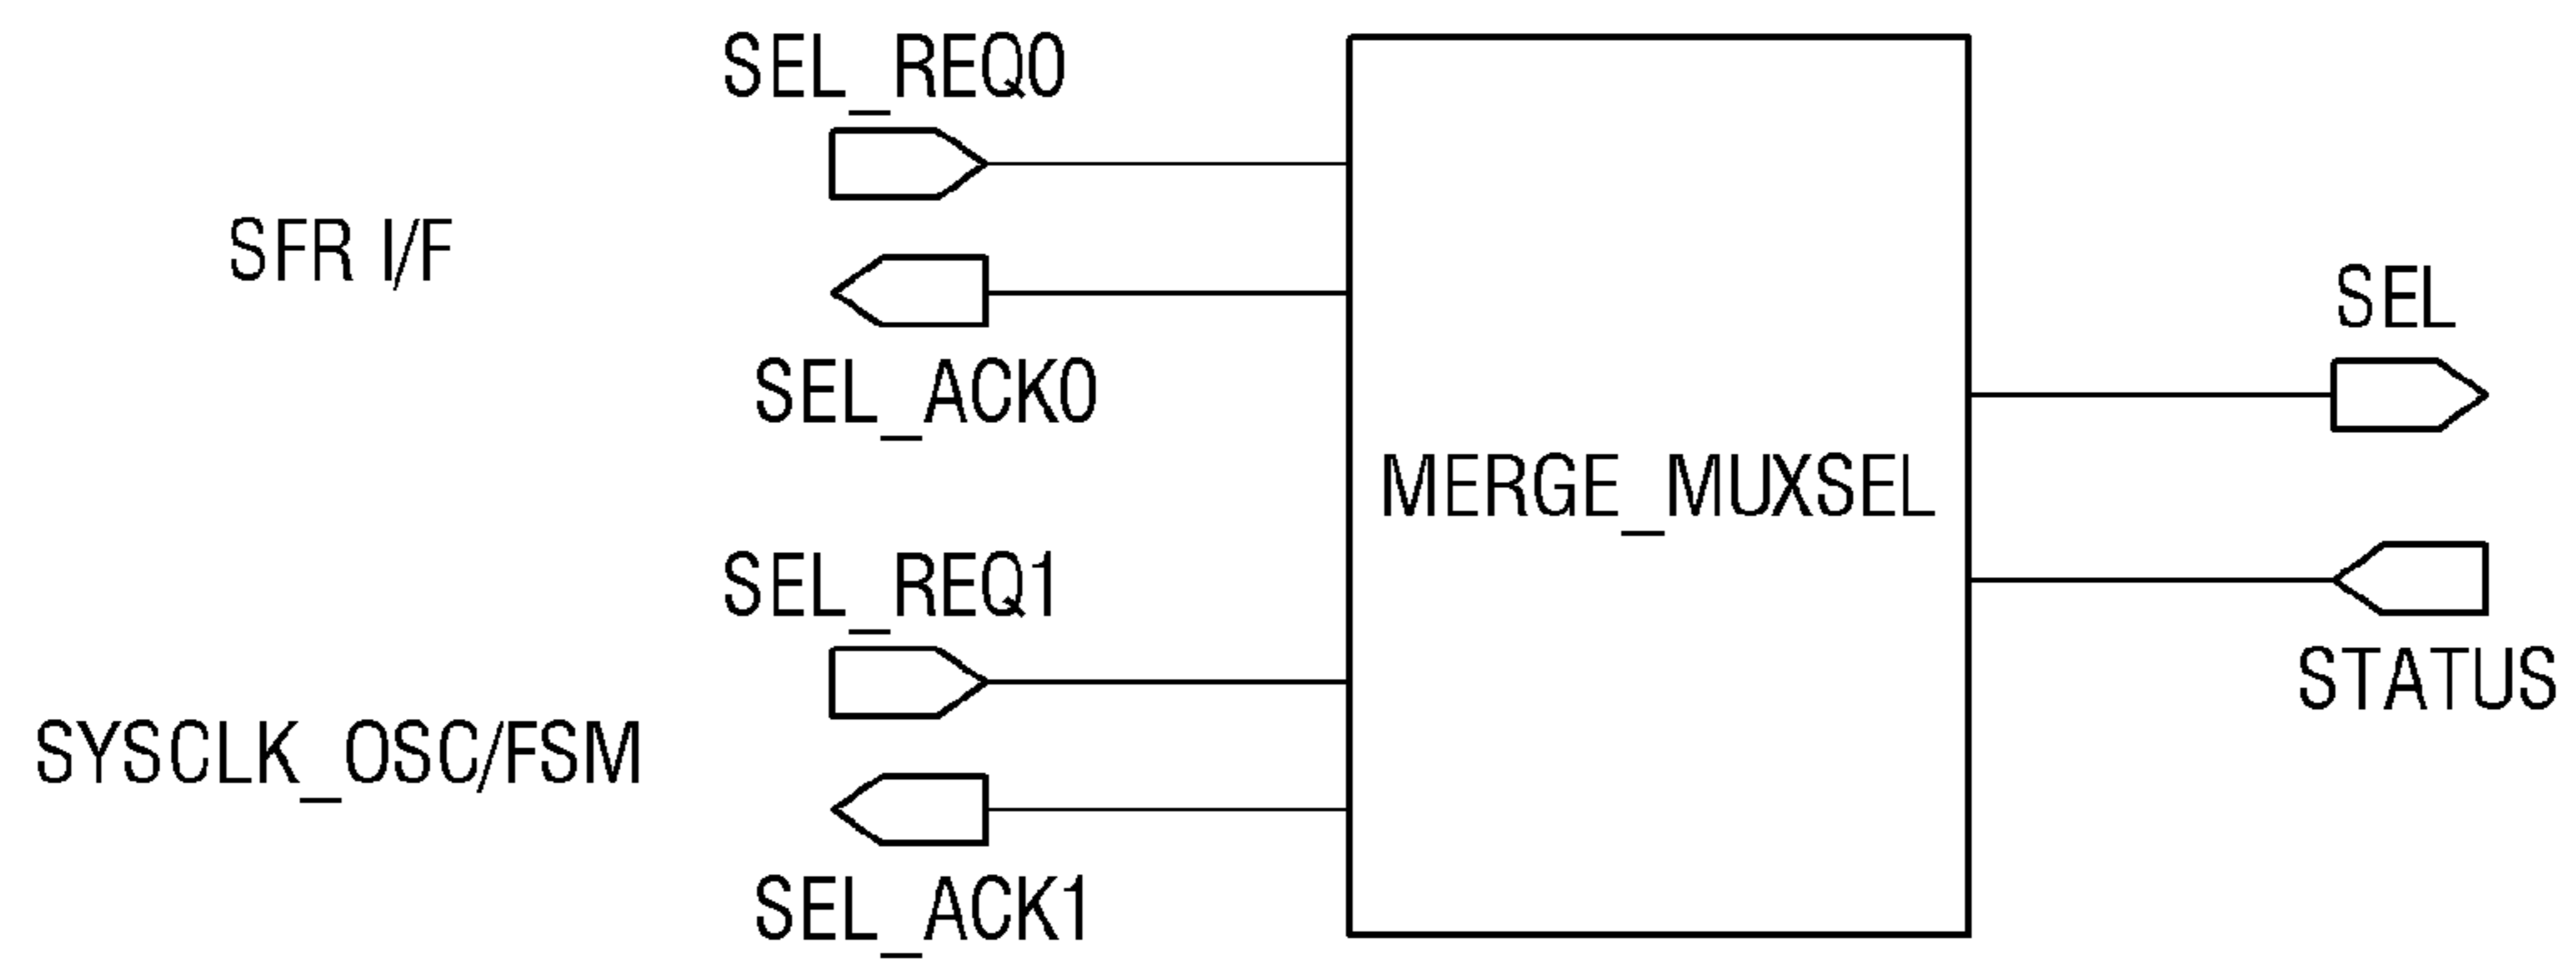 SEL_REQ0
SFR I/F
SEL_ACK0
SEL
MERGE_MUXSEL
SEL_REQ1
STATUS
SYSCLK_OSC/FSM
SEL_ACK1